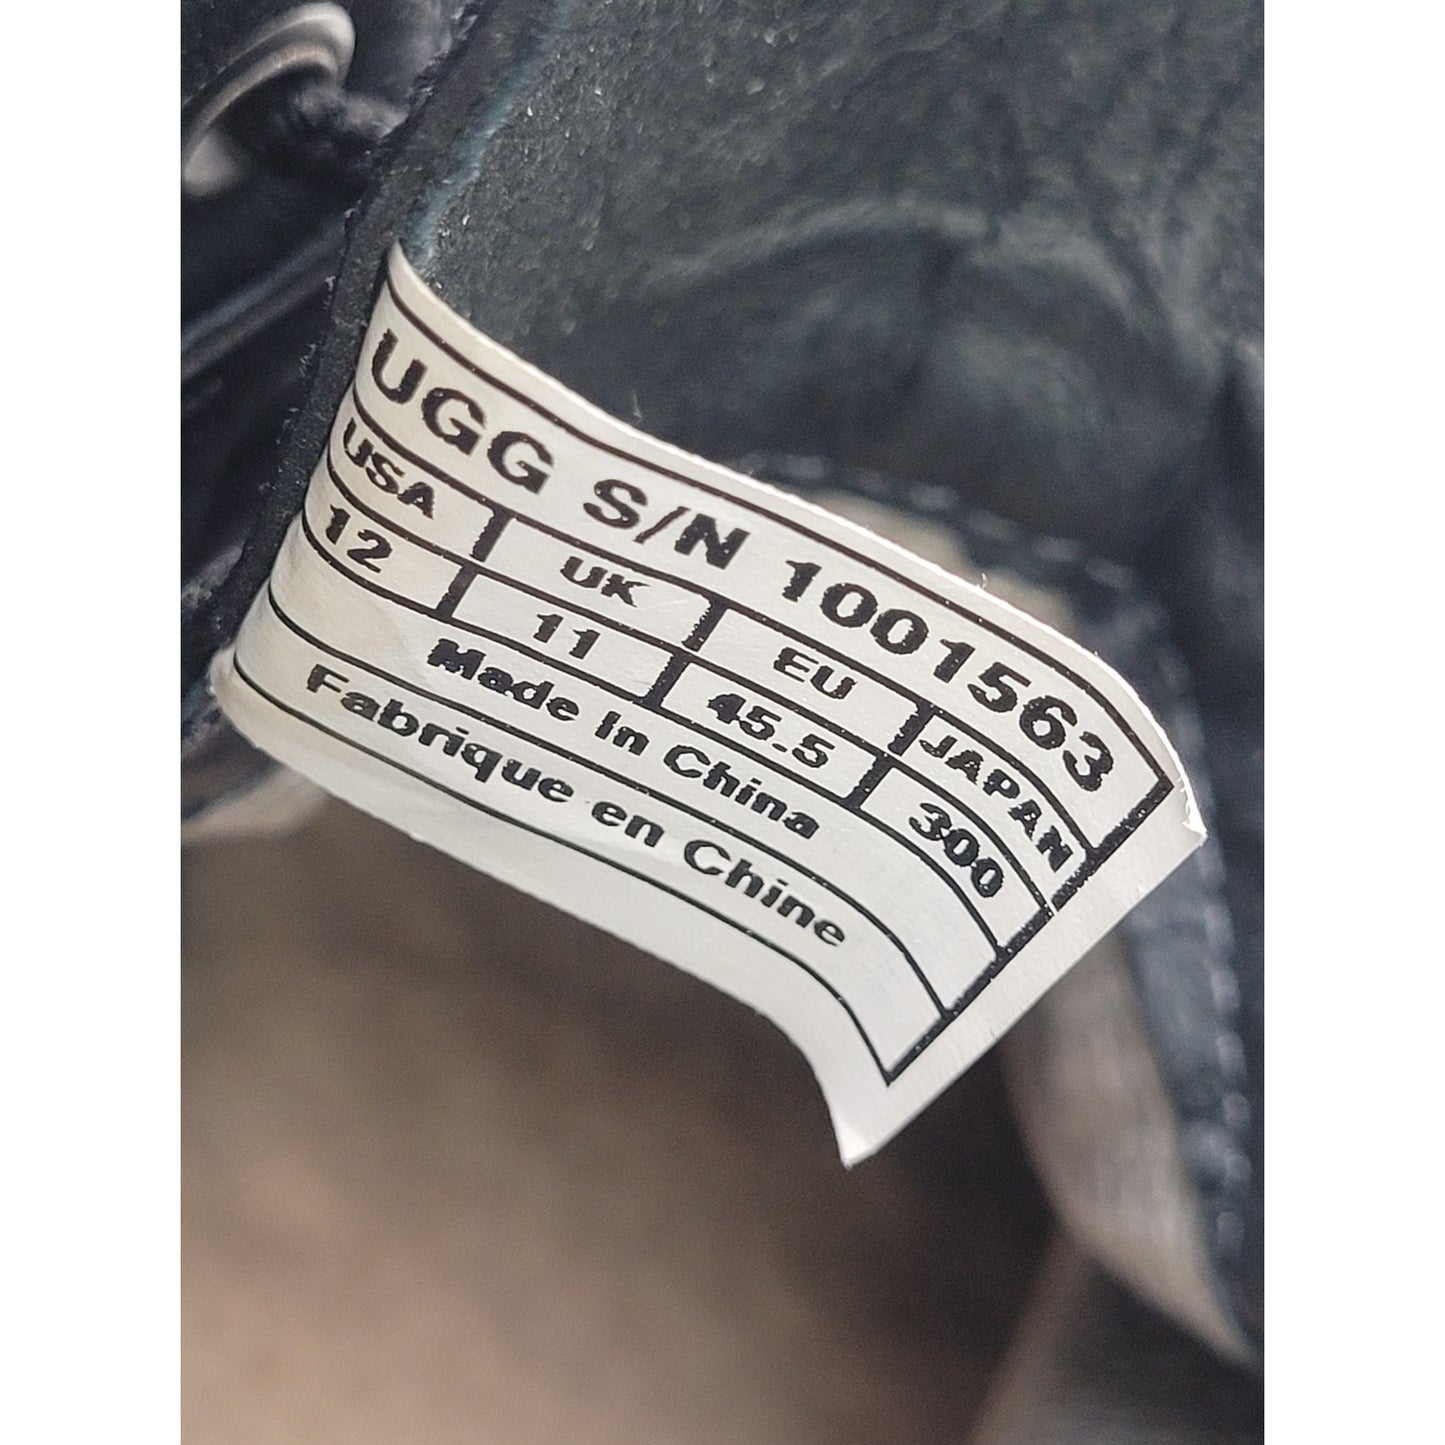 UGG S/N 1001563
USA UK EU JAPAN
12 11 45.5 300
Made In China
Fabrique en Chine